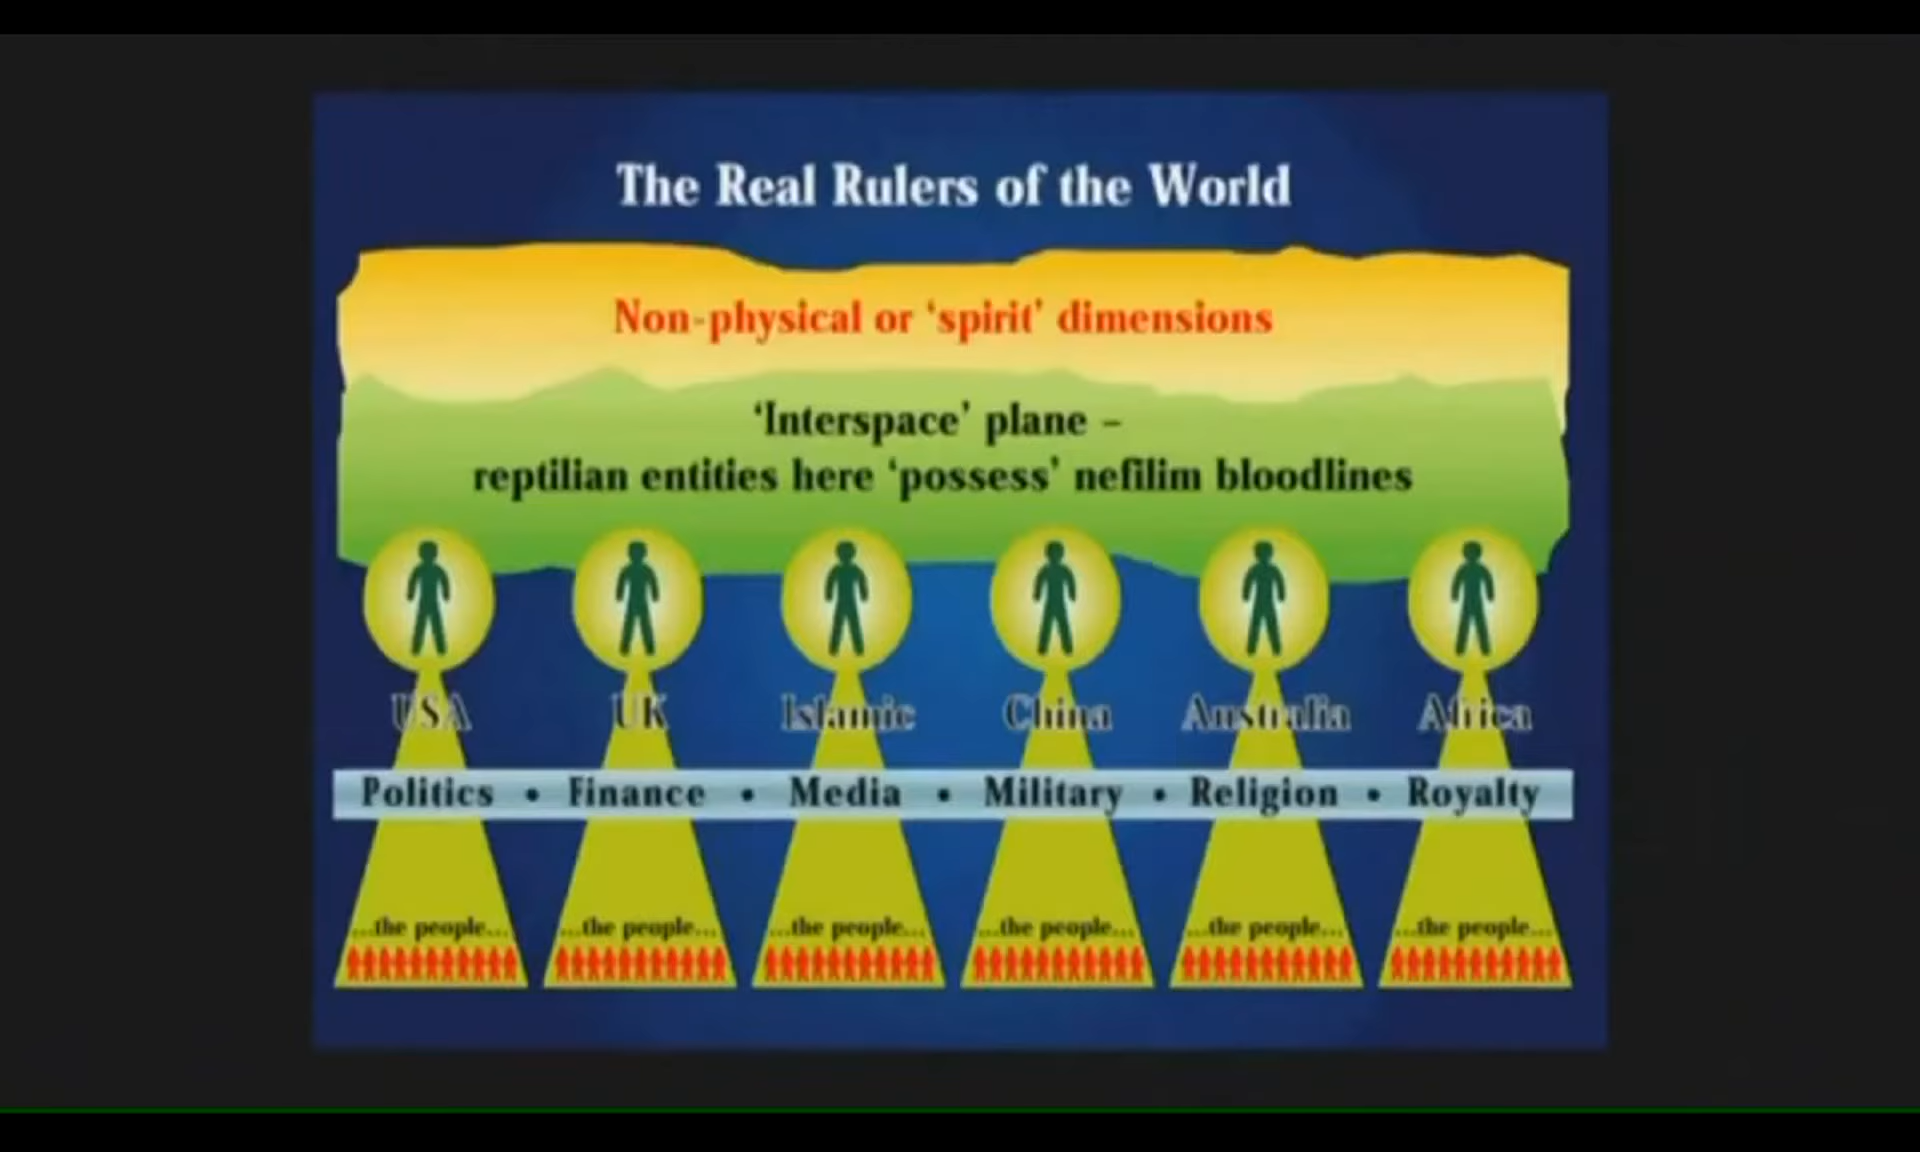 The Real Rulers of the World
Non-physical or ‘spirit’ dimensions
‘Interspace’ plane –
reptilian entities here ‘possess’ nefilim bloodlines
USA UK Islamic China Australia Africa
Politics • Finance • Media • Military • Religion • Royalty
...the people... ...the people... ...the people... ...the people... ...the people... ...the people...